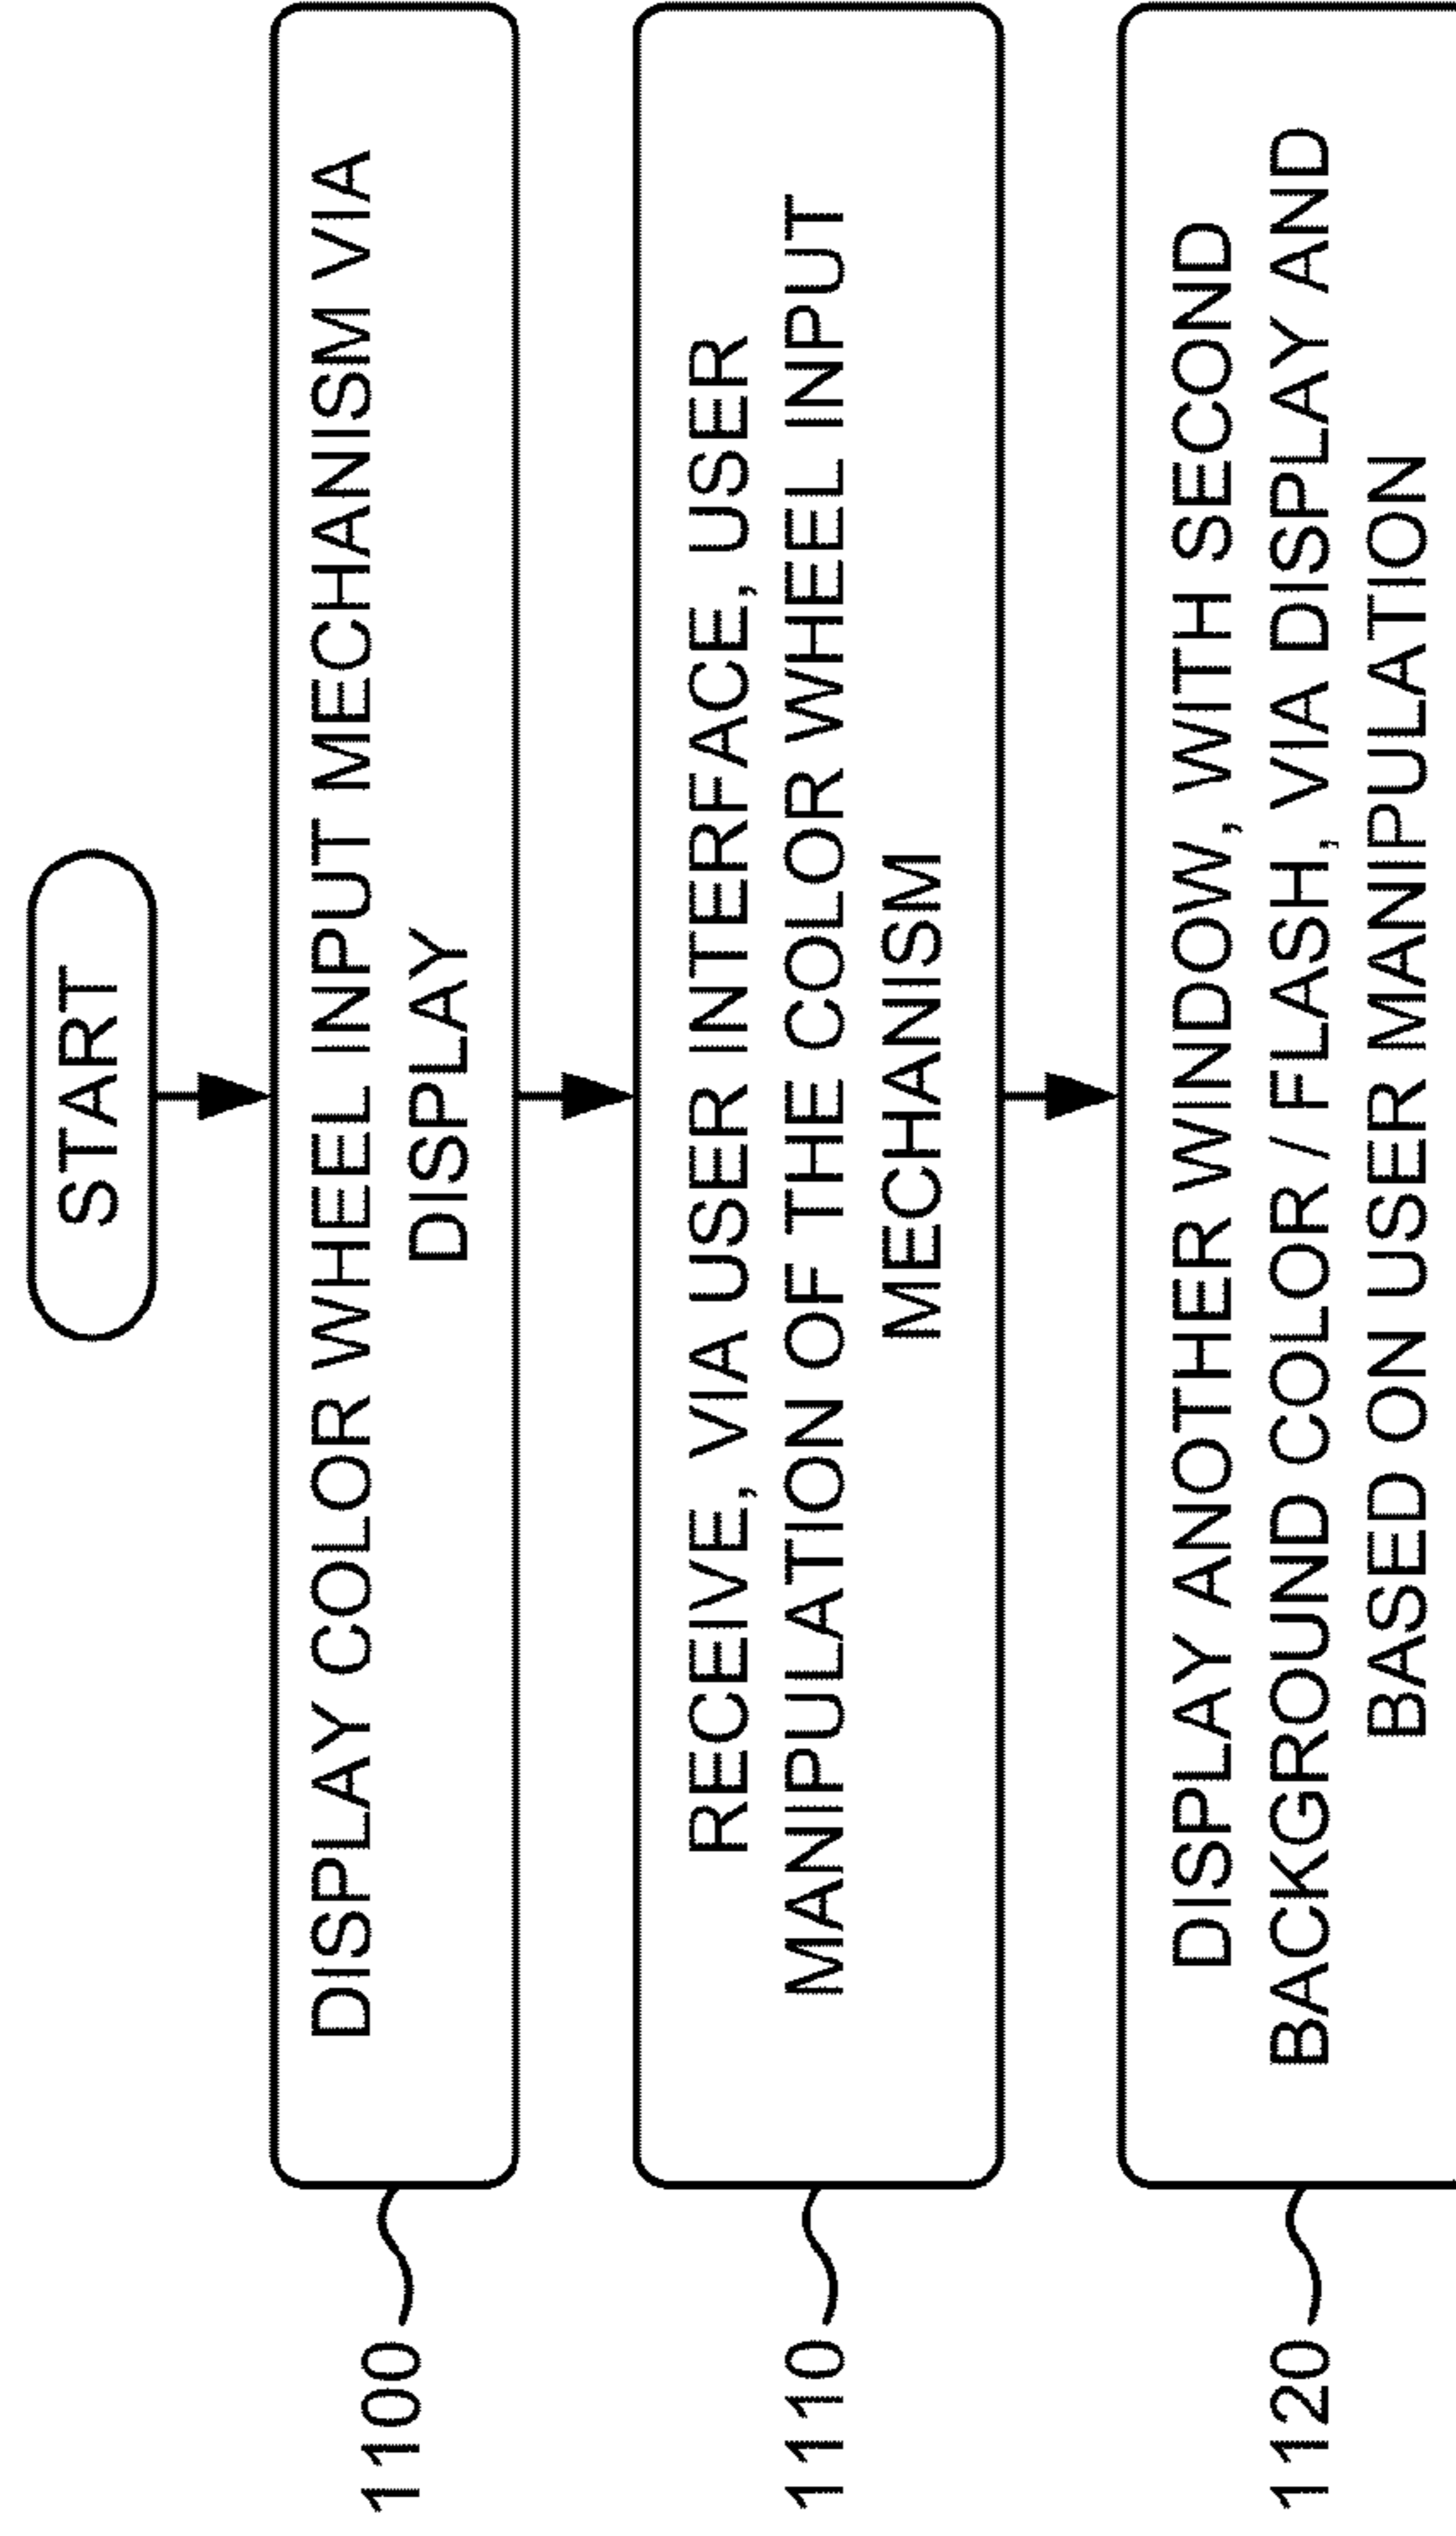 START
1100
DISPLAY COLOR WHEEL INPUT MECHANISM VIA
DISPLAY
1110
RECEIVE, VIA USER INTERFACE, USER
MANIPULATION OF THE COLOR WHEEL INPUT
MECHANISM
1120
DISPLAY ANOTHER WINDOW, WITH SECOND
BACKGROUND COLOR / FLASH, VIA DISPLAY AND
BASED ON USER MANIPULATION